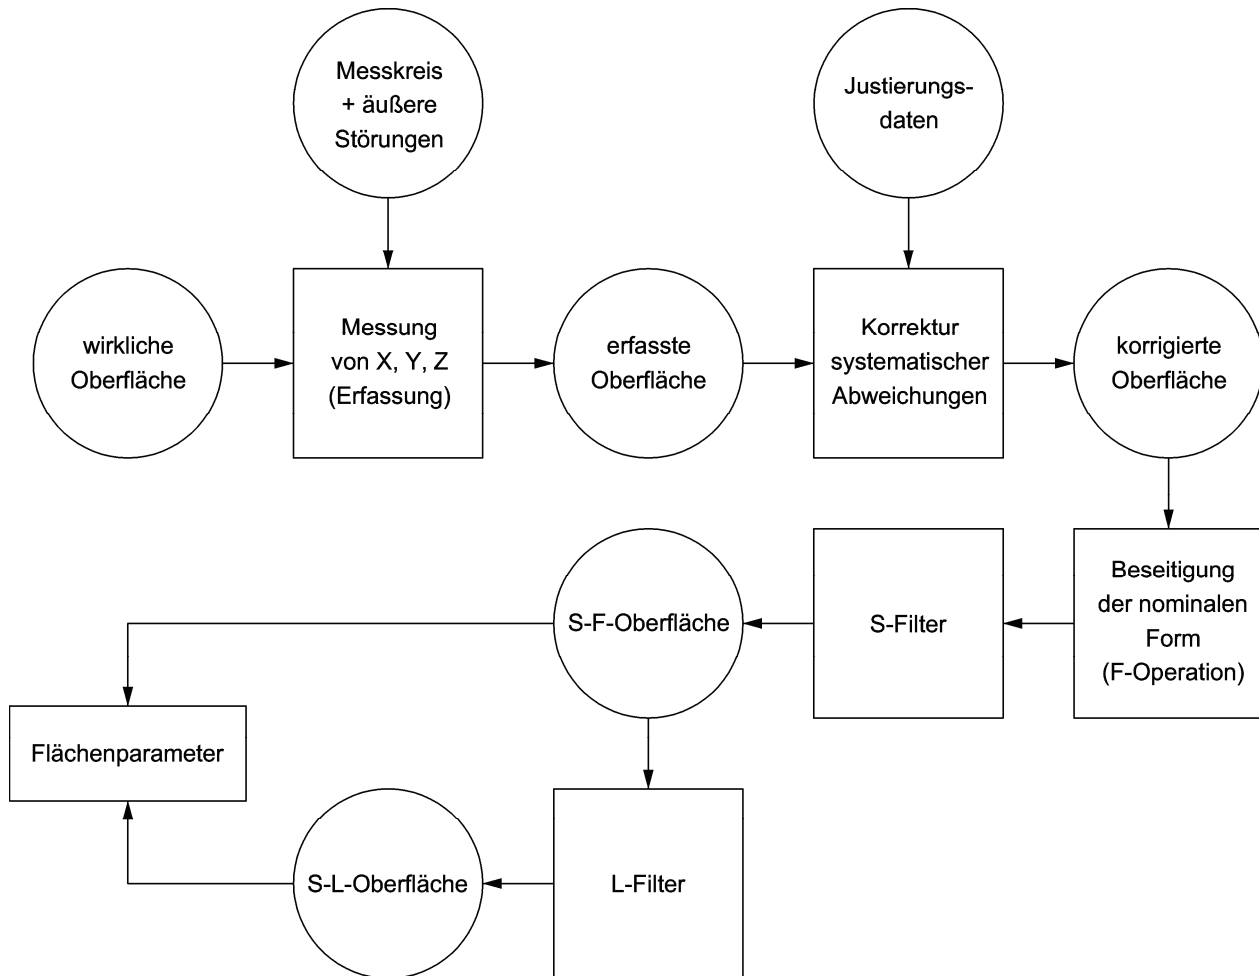 Messkreis
+ äußere
Störungen
Justierungs-
daten
wirkliche
Oberfläche
Messung
von X, Y, Z
(Erfassung)
erfasste
Oberfläche
Korrektur
systematischer
Abweichungen
korrigierte
Oberfläche
S-F-Oberfläche
S-Filter
Beseitigung
der nominalen
Form
(F-Operation)
Flächenparameter
S-L-Oberfläche
L-Filter